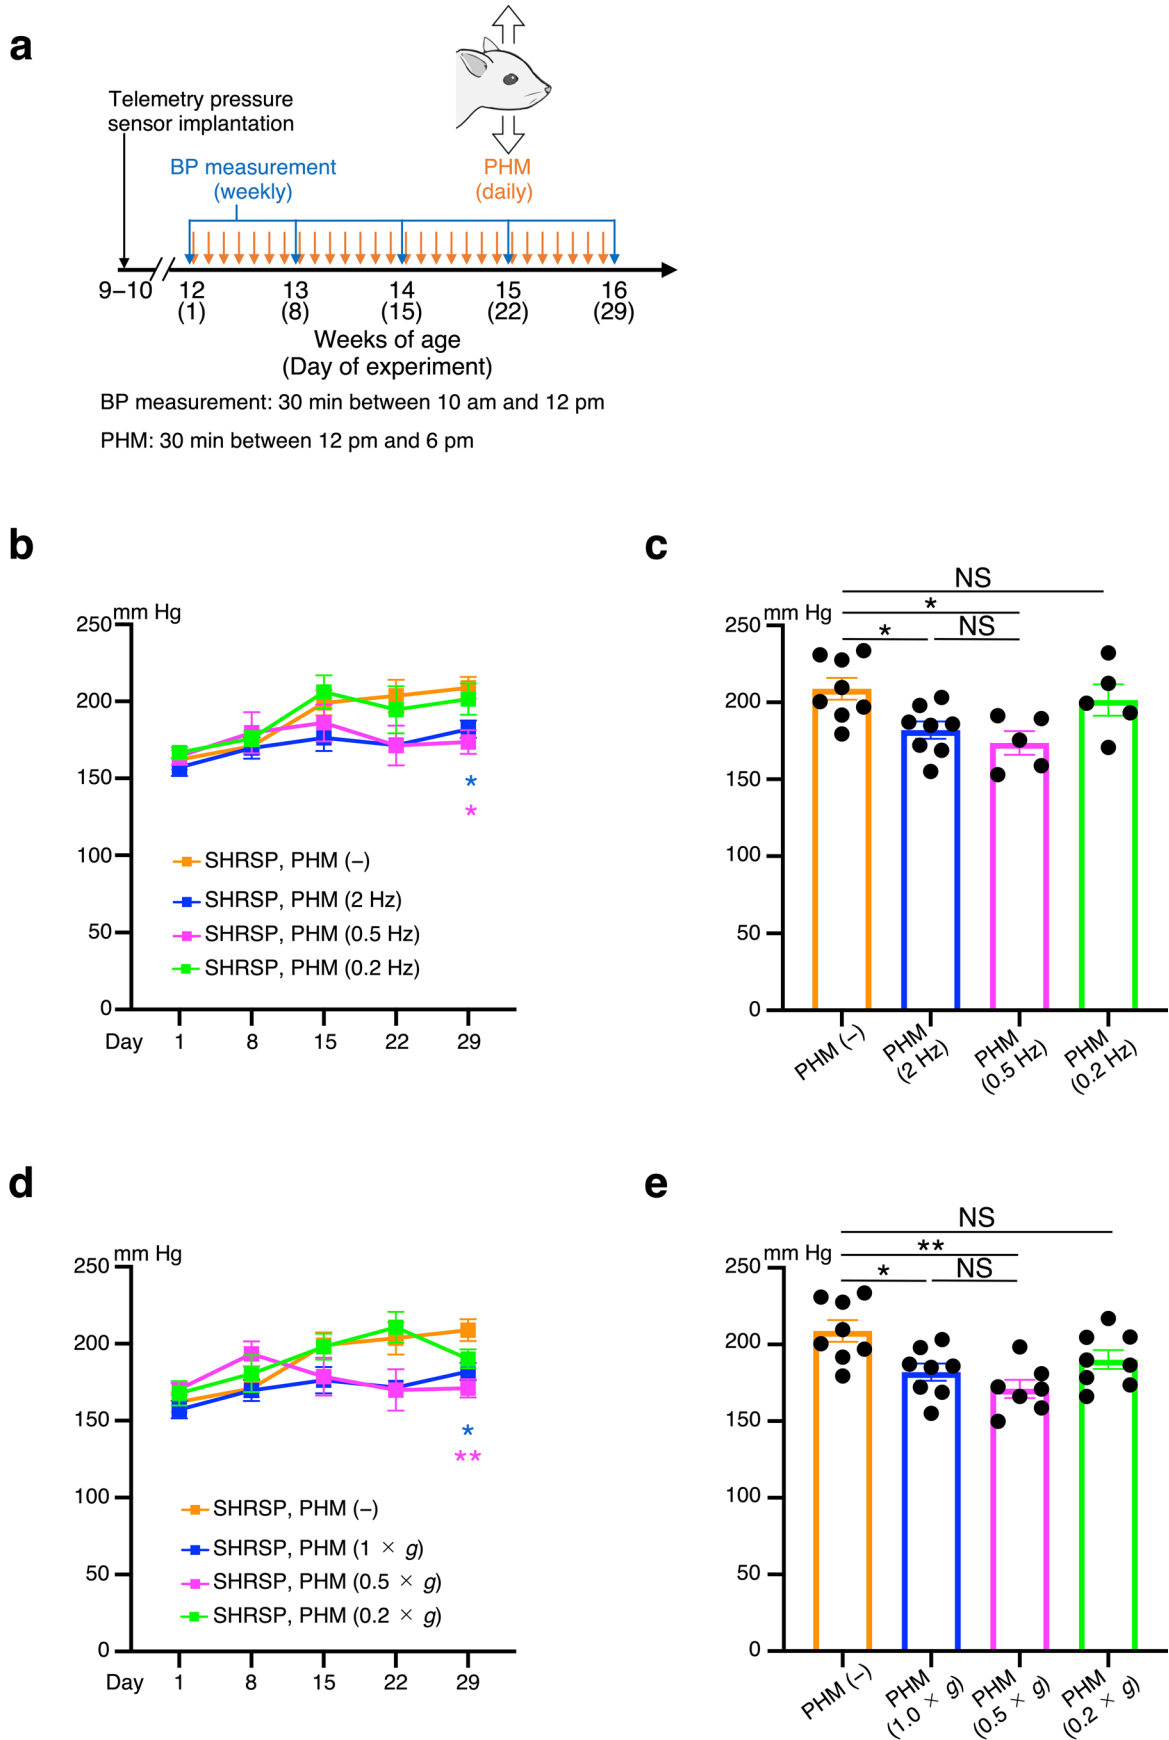 a
Telemetry pressure
sensor implantation
BP measurement
(weekly)
PHM
(daily)
9–10 12 13 14 15 16
(1) (8) (15) (22) (29)
Weeks of age
(Day of experiment)
BP measurement: 30 min between 10 am and 12 pm
PHM: 30 min between 12 pm and 6 pm
b
mm Hg
250
200
150
100
50
0
*
*
SHRSP, PHM (–)
SHRSP, PHM (2 Hz)
SHRSP, PHM (0.5 Hz)
SHRSP, PHM (0.2 Hz)
Day 1 8 15 22 29
c
NS
*
* NS
mm Hg
250
200
150
100
50
0
PHM (–)
PHM
(2 Hz)
PHM
(0.5 Hz)
PHM
(0.2 Hz)
d
mm Hg
250
200
150
100
50
0
*
**
SHRSP, PHM (–)
SHRSP, PHM (1 × g)
SHRSP, PHM (0.5 × g)
SHRSP, PHM (0.2 × g)
Day 1 8 15 22 29
e
NS
**
* NS
mm Hg
250
200
150
100
50
0
PHM (–)
PHM
(1.0 × g)
PHM
(0.5 × g)
PHM
(0.2 × g)